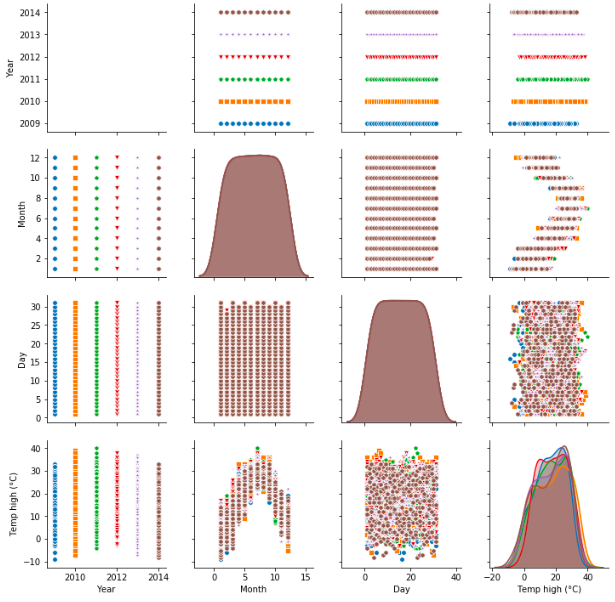 2014
2013
2012
2011
2010
2009
Year
12
10
8
6
4
2
Month
30
25
20
15
10
5
0
Day
40
30
20
10
0
−10
Temp high (°C)
2010 2012 2014
Year
0 5 10 15
Month
0 20 40
Day
−20 0 20 40
Temp high (°C)